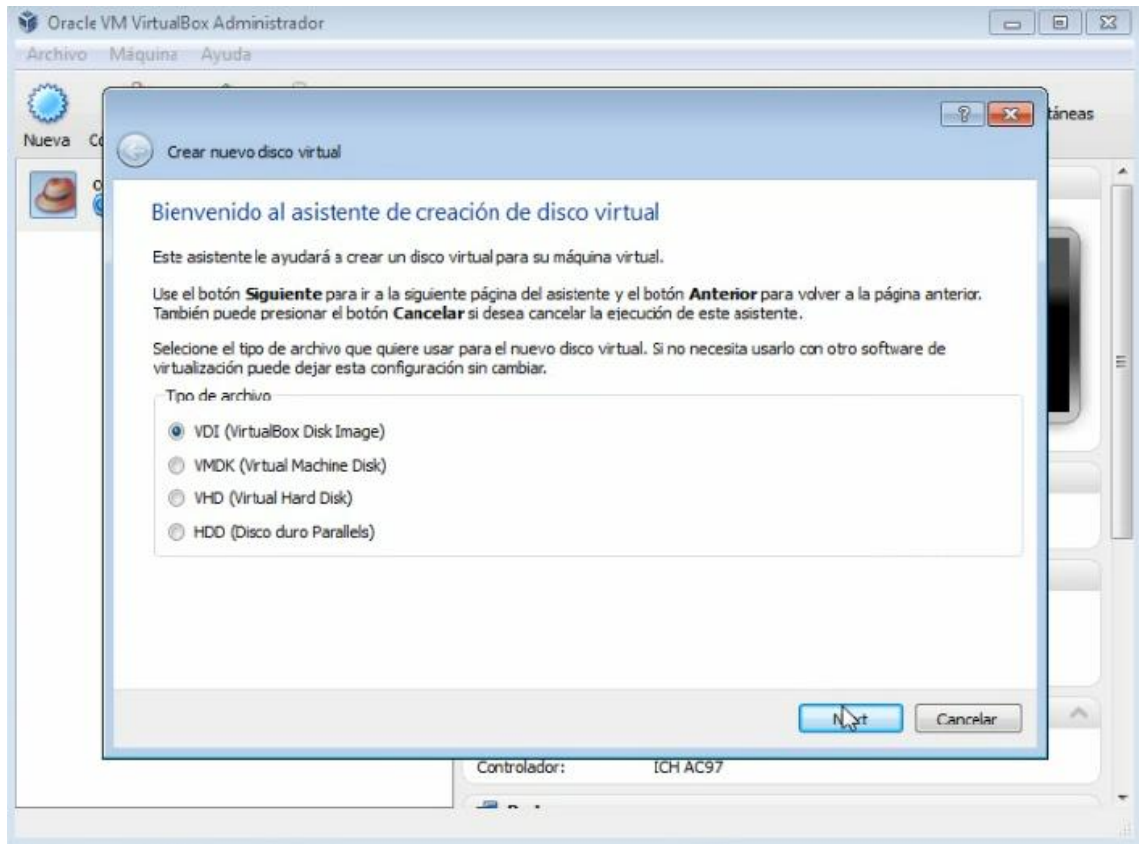 Oracle VM VirtualBox Administrador
Archivo Máquina Ayuda
Nueva
táneas
Crear nuevo disco virtual
Bienvenido al asistente de creación de disco virtual
Este asistente le ayudará a crear un disco virtual para su máquina virtual.
Use el botón Siguiente para ir a la siguiente página del asistente y el botón Anterior para volver a la página anterior.
También puede presionar el botón Cancelar si desea cancelar la ejecución de este asistente.
Selecione el tipo de archivo que quiere usar para el nuevo disco virtual. Si no necesita usarlo con otro software de
virtualización puede dejar esta configuración sin cambiar.
Tipo de archivo
VDI (VirtualBox Disk Image)
VMDK (Virtual Machine Disk)
VHD (Virtual Hard Disk)
HDD (Disco duro Parallels)
Next Cancelar
Controlador: ICH AC97